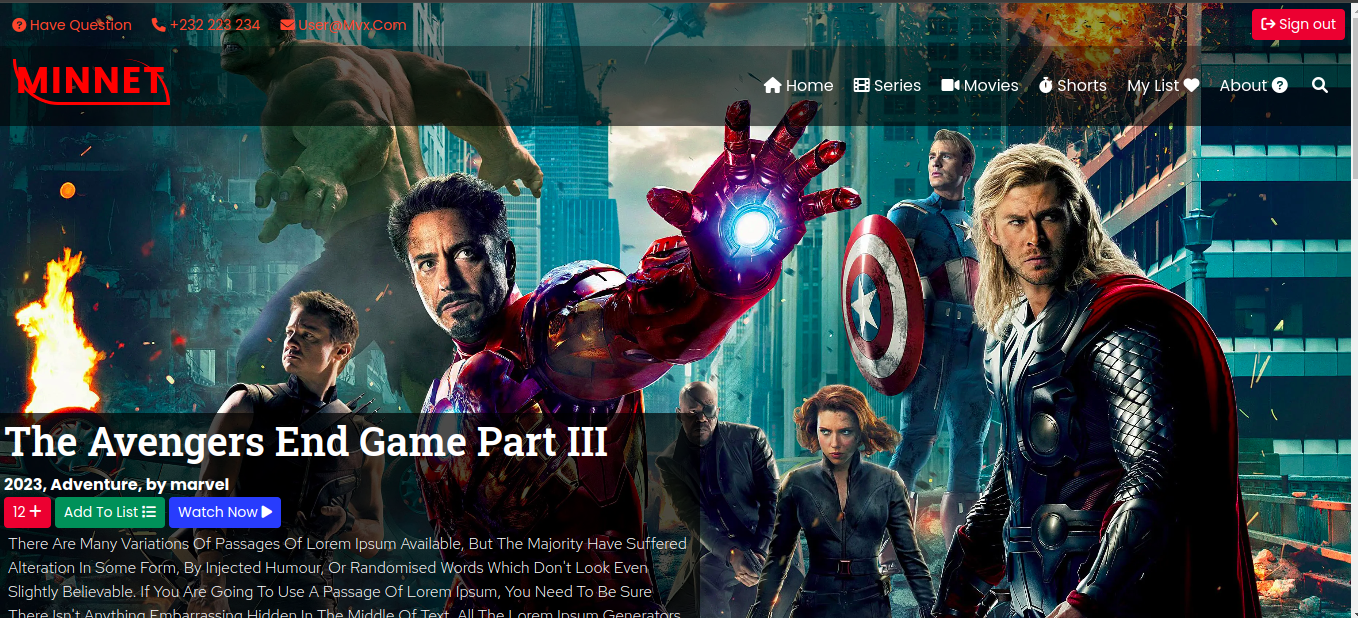 Have Question +232 223 234 User@Myx.Com Sign out
MINNET Home Series Movies Shorts My List About
The Avengers End Game Part III
2023, Adventure, by marvel
12 + Add To List Watch Now
There Are Many Variations Of Passages Of Lorem Ipsum Available, But The Majority Have Suffered
Alteration In Some Form, By Injected Humour, Or Randomised Words Which Don't Look Even
Slightly Believable. If You Are Going To Use A Passage Of Lorem Ipsum, You Need To Be Sure
There Isn't Anything Embarrassing Hidden In The Middle Of Text. All The Lorem Ipsum Generators